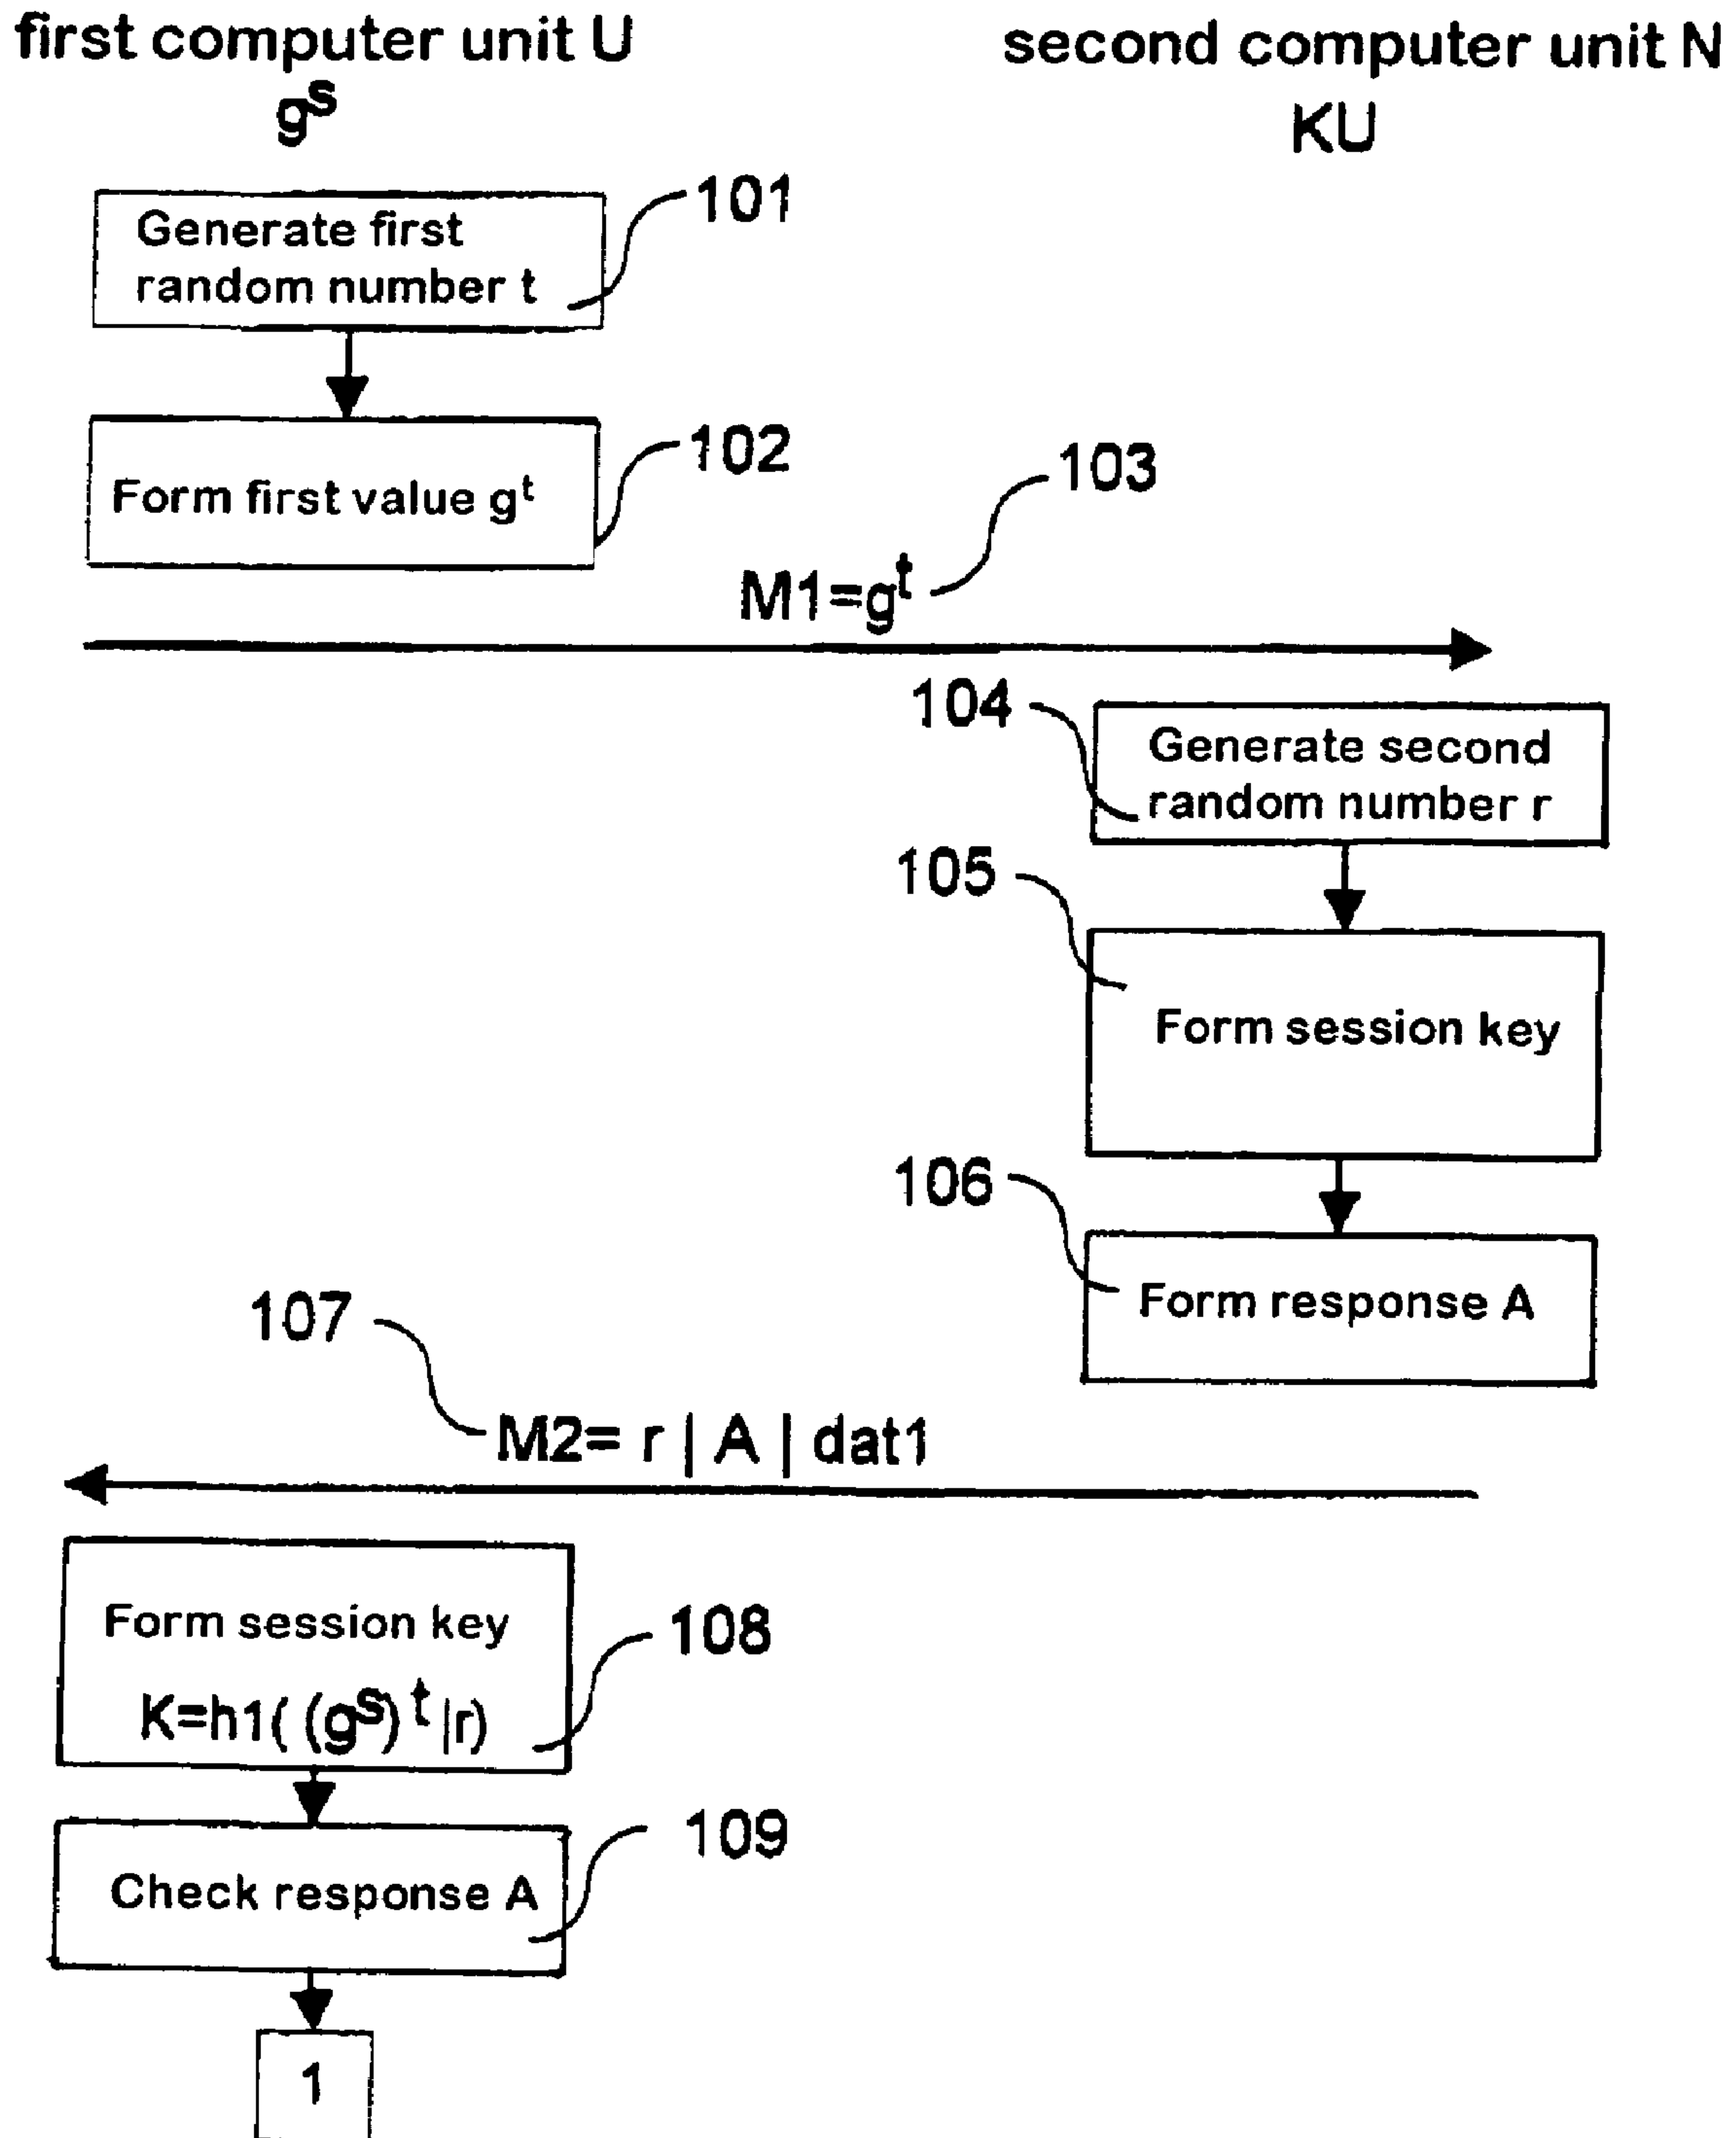 first computer unit U
g^s
second computer unit N
KU
Generate first
random number t
101
Form first value g^t
102
103
M1=g^t
104
Generate second
random number r
105
Form session key
106
Form response A
107
M2= r | A | dat1
Form session key
K=h1( (g^s)^t |r)
108
Check response A
109
1